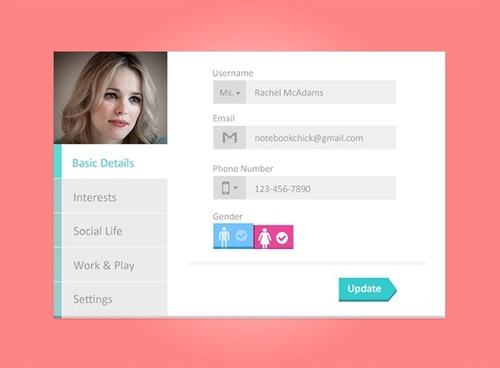 Username
Ms. Rachel McAdams
Email
notebookchick@gmail.com
Phone Number
123-456-7890
Gender
Basic Details
Interests
Social Life
Work & Play
Settings
Update